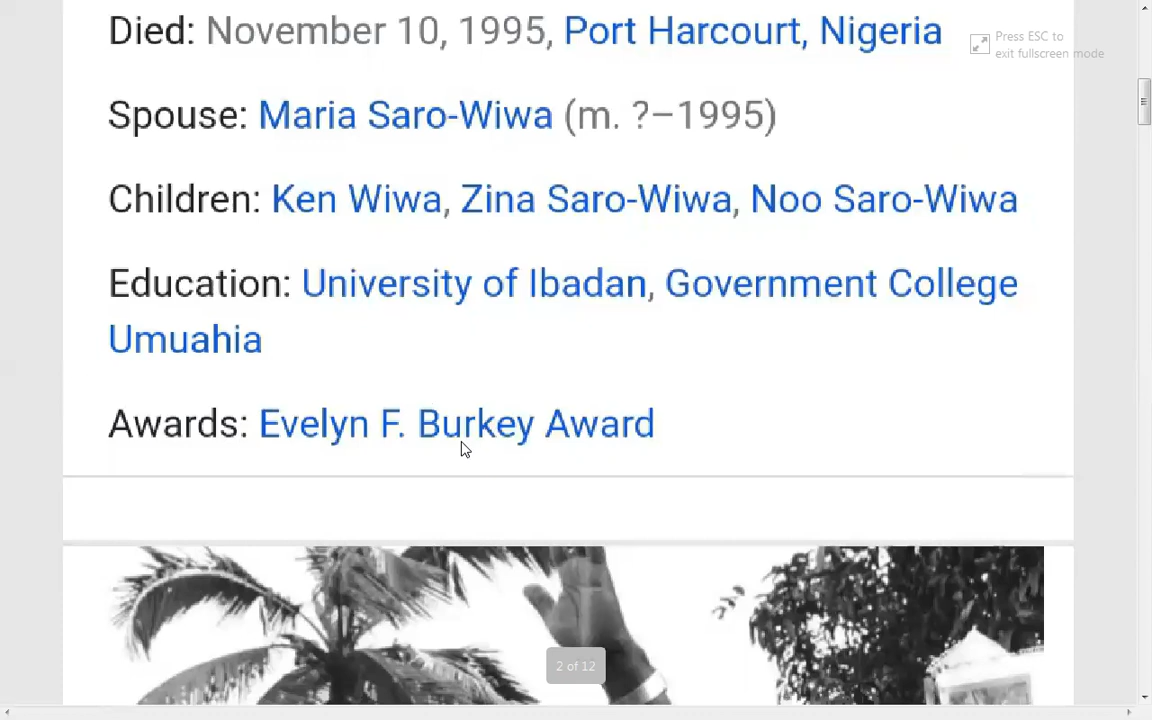 Died: November 10, 1995, Port Harcourt, Nigeria
Press ESC to
exit fullscreen mode
Spouse: Maria Saro-Wiwa (m. ?–1995)
Children: Ken Wiwa, Zina Saro-Wiwa, Noo Saro-Wiwa
Education: University of Ibadan, Government College
Umuahia
Awards: Evelyn F. Burkey Award
2 of 12